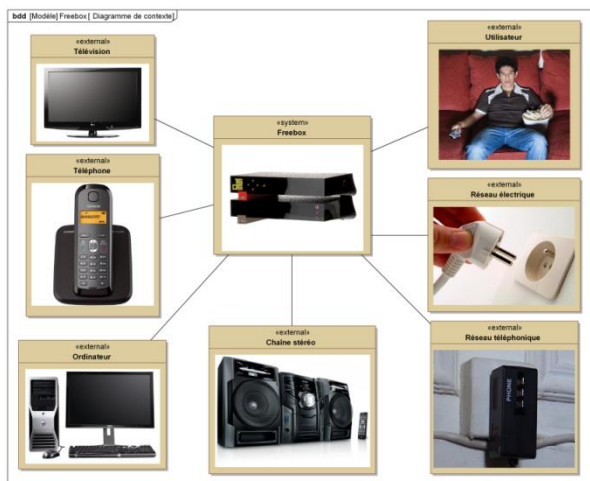 bdd [Modèle] Freebox [ Diagramme de contexte]
«external»
Télévision
«external»
Utilisateur
«system»
Freebox
«external»
Téléphone
«external»
Réseau électrique
«external»
Ordinateur
«external»
Chaîne stéréo
«external»
Réseau téléphonique
PHONE